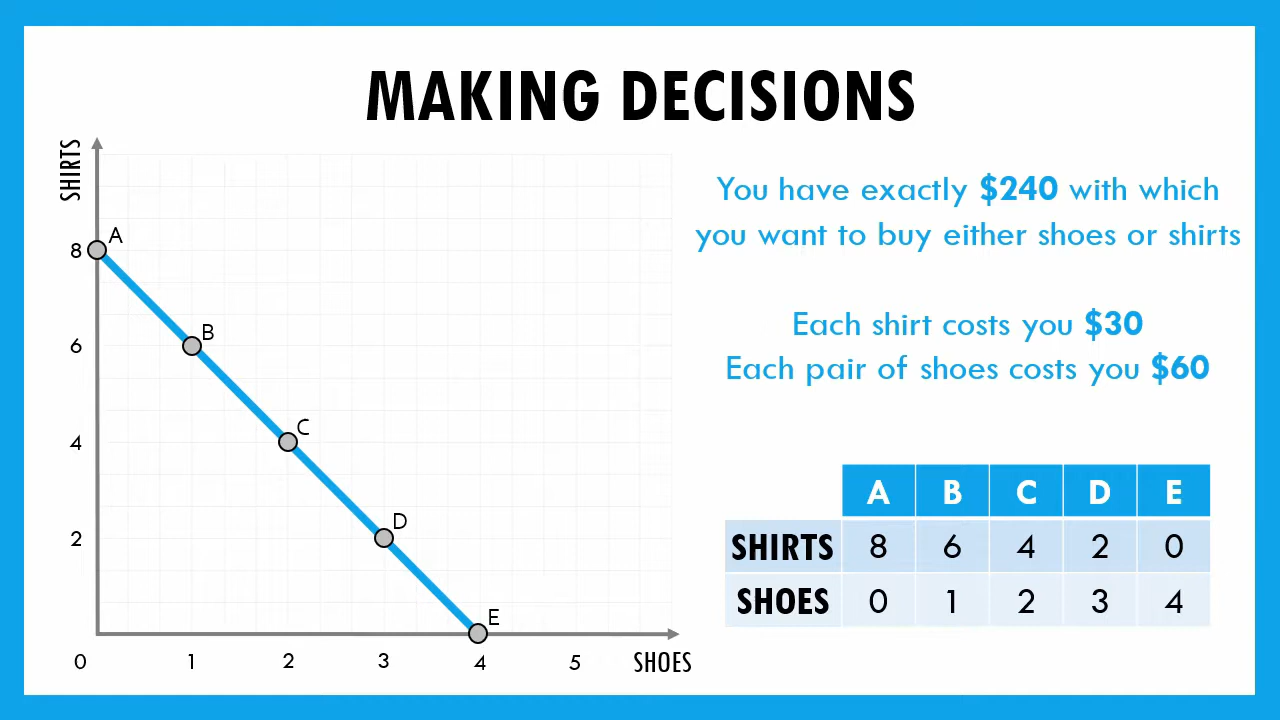 MAKING DECISIONS
SHIRTS
8
6
4
2
0
1
2
3
4
5
SHOES
A
B
C
D
E
You have exactly $240 with which
you want to buy either shoes or shirts
Each shirt costs you $30
Each pair of shoes costs you $60
A B C D E
SHIRTS 8 6 4 2 0
SHOES 0 1 2 3 4